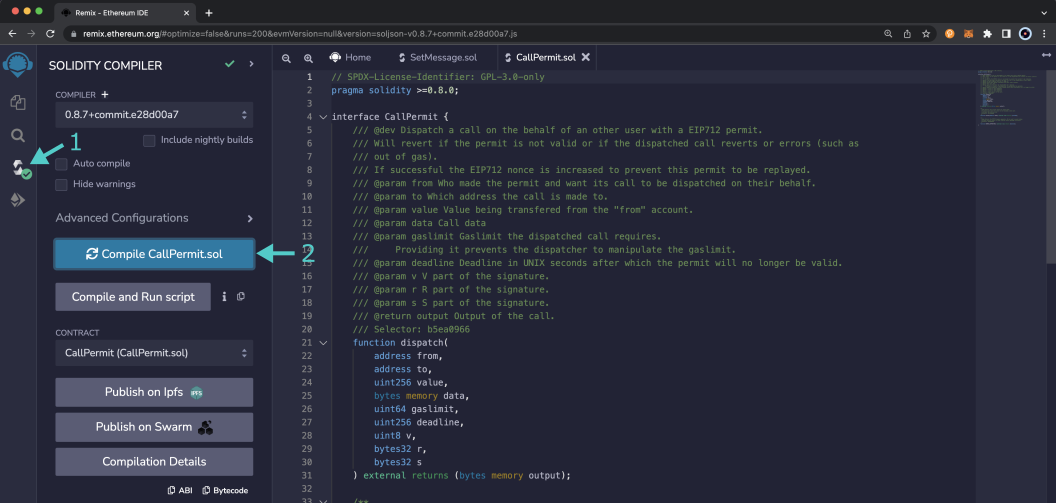 Remix - Ethereum IDE
remix.ethereum.org/#optimize=false&runs=200&evmVersion=null&version=soljson-v0.8.7+commit.e28d00a7.js
SOLIDITY COMPILER
COMPILER +
0.8.7+commit.e28d00a7
Include nightly builds
Auto compile
Hide warnings
1
Advanced Configurations
Compile CallPermit.sol
2
Compile and Run script
i
CONTRACT
CallPermit (CallPermit.sol)
Publish on Ipfs IPFS
Publish on Swarm
Compilation Details
ABI Bytecode
Home SetMessage.sol CallPermit.sol
1 // SPDX-License-Identifier: GPL-3.0-only
2 pragma solidity >=0.8.0;
3
4 interface CallPermit {
5 /// @dev Dispatch a call on the behalf of an other user with a EIP712 permit.
6 /// Will revert if the permit is not valid or if the dispatched call reverts or errors (such as
7 /// out of gas).
8 /// If successful the EIP712 nonce is increased to prevent this permit to be replayed.
9 /// @param from Who made the permit and want its call to be dispatched on their behalf.
10 /// @param to Which address the call is made to.
11 /// @param value Value being transfered from the "from" account.
12 /// @param data Call data
13 /// @param gaslimit Gaslimit the dispatched call requires.
14 /// Providing it prevents the dispatcher to manipulate the gaslimit.
15 /// @param deadline Deadline in UNIX seconds after which the permit will no longer be valid.
16 /// @param v V part of the signature.
17 /// @param r R part of the signature.
18 /// @param s S part of the signature.
19 /// @return output Output of the call.
20 /// Selector: b5ea0966
21 function dispatch(
22 address from,
23 address to,
24 uint256 value,
25 bytes memory data,
26 uint64 gaslimit,
27 uint256 deadline,
28 uint8 v,
29 bytes32 r,
30 bytes32 s
31 ) external returns (bytes memory output);
32
33 /**